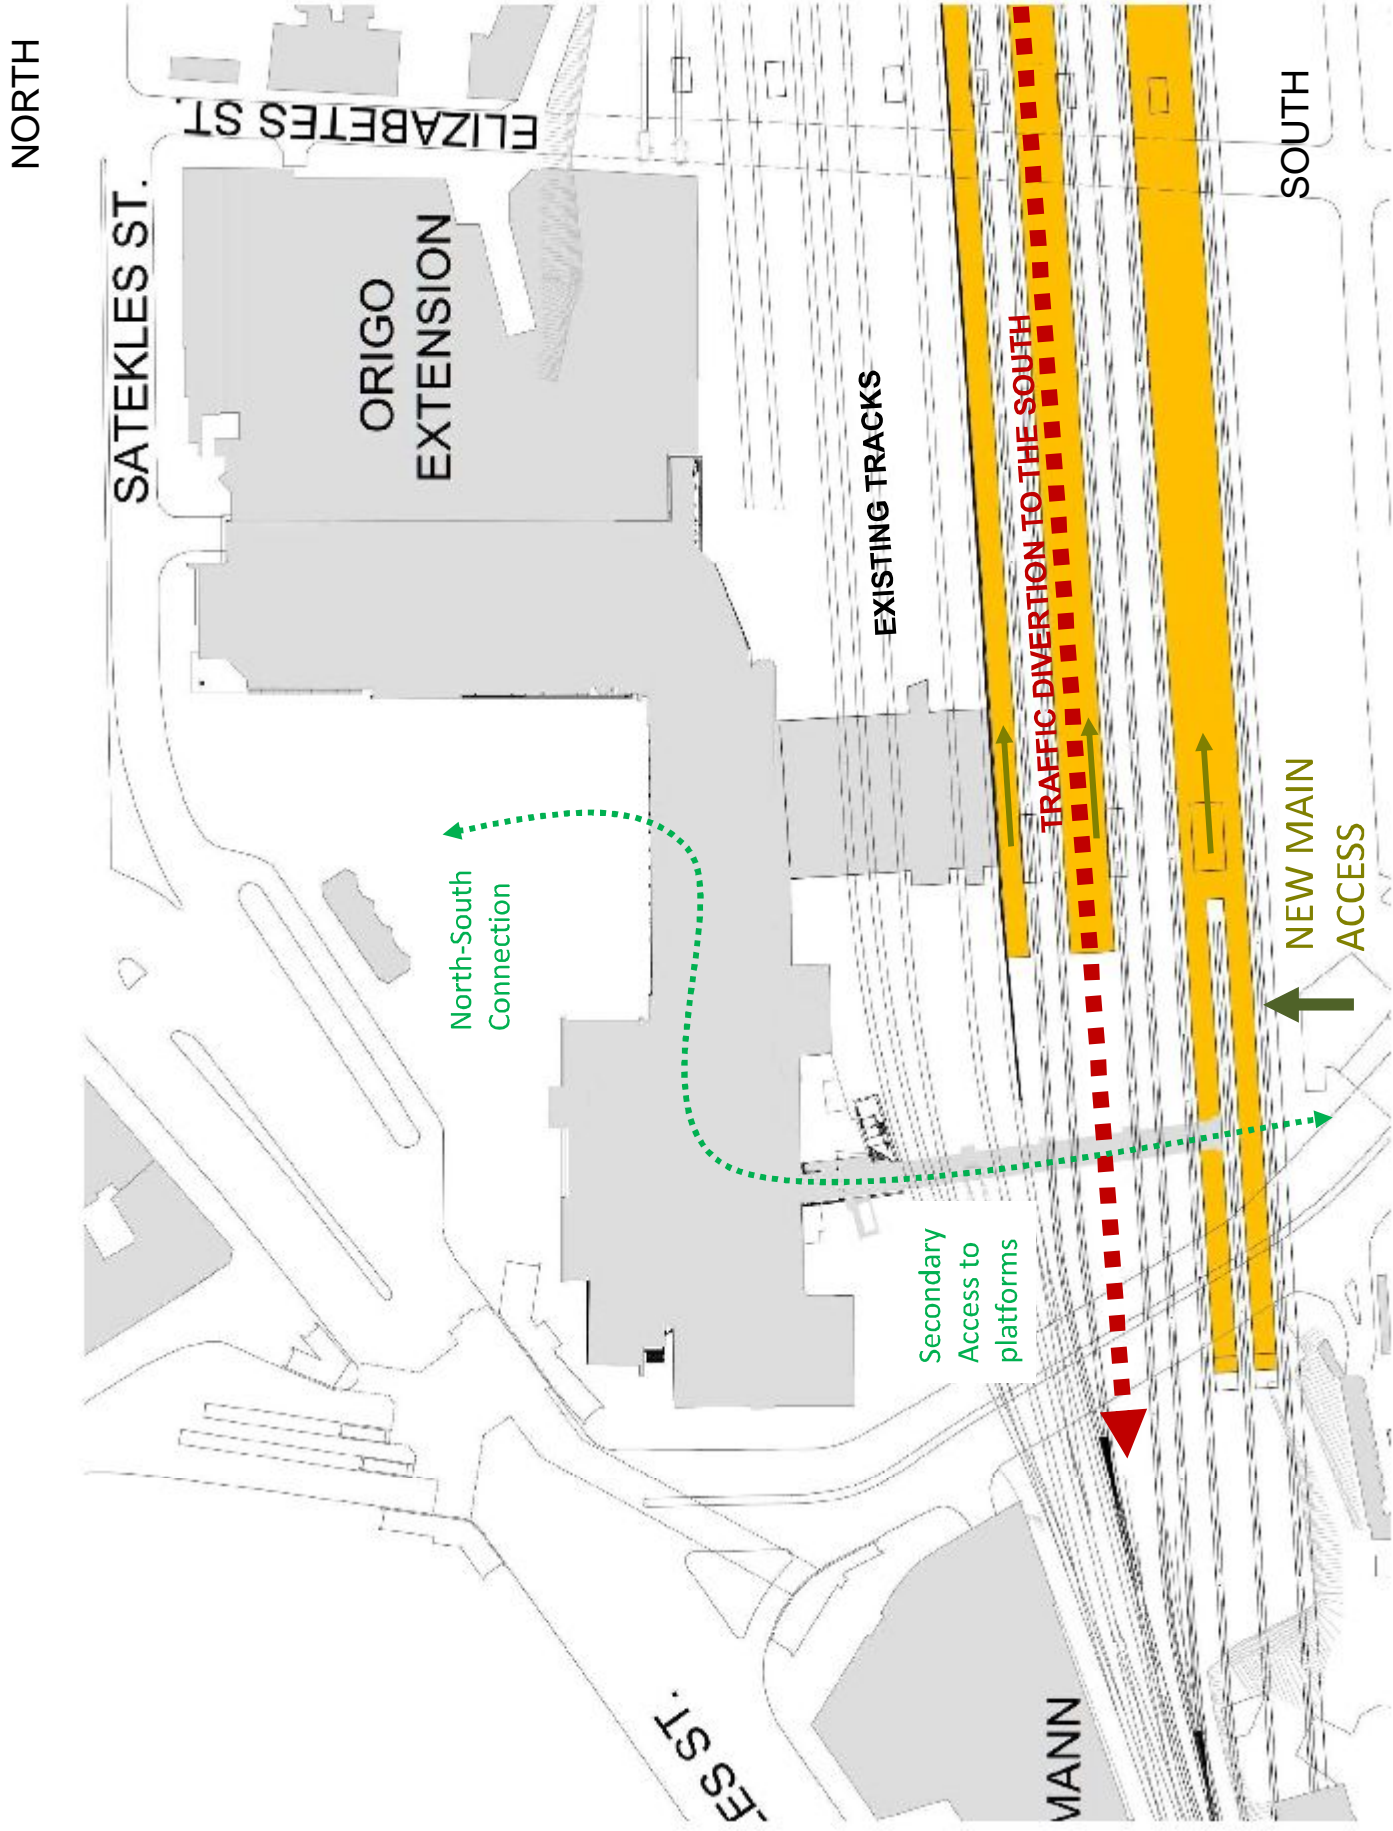 NORTH
SATEKLES ST.
ELIZABETES ST.
ORIGO
EXTENSION
EXISTING TRACKS
TRAFFIC DIVERTION TO THE SOUTH
SOUTH
North-South
Connection
NEW MAIN
ACCESS
Secondary
Access to
platforms
LES ST.
MANN